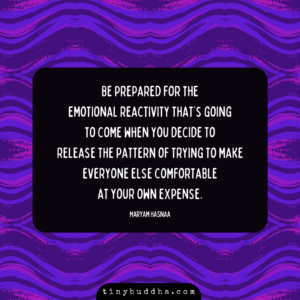 BE PREPARED FOR THE
EMOTIONAL REACTIVITY THAT'S GOING
TO COME WHEN YOU DECIDE TO
RELEASE THE PATTERN OF TRYING TO MAKE
EVERYONE ELSE COMFORTABLE
AT YOUR OWN EXPENSE.
MARYAM HASNAA
tinybuddha.com